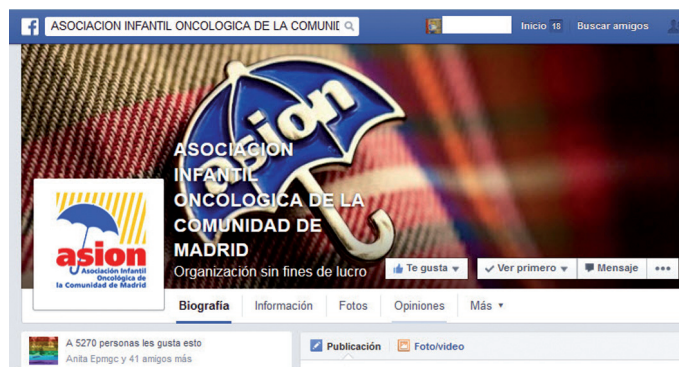 f
ASOCIACION INFANTIL ONCOLOGICA DE LA COMUNID
Inicio 18 Buscar amigos
asion
ASOCIACION
INFANTIL
ONCOLOGICA DE LA
COMUNIDAD DE
MADRID
Organización sin fines de lucro
asion
Asociación Infantil
Oncológica de
la Comunidad de Madrid
Te gusta Ver primero Mensaje
Biografía Información Fotos Opiniones Más
A 5270 personas les gusta esto
Anita Epmgc y 41 amigos más
Publicación Foto/video